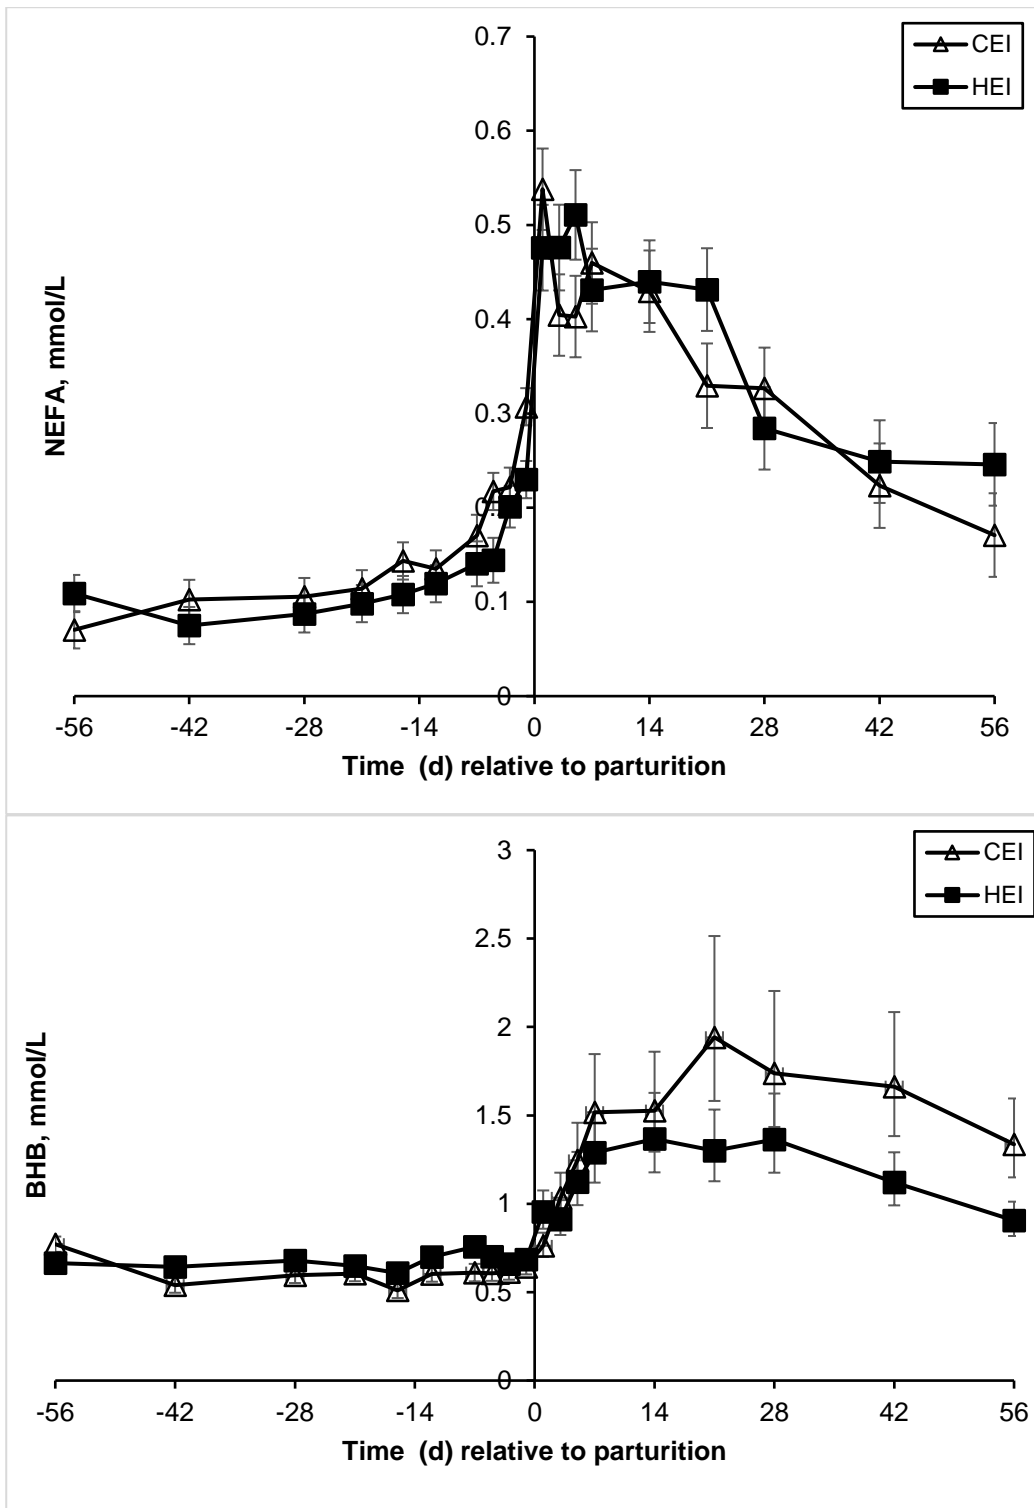 0.7
CEI
HEI
0.6
0.5
0.4
0.3
0.1
0
NEFA, mmol/L
-56 -42 -28 -14 0 14 28 42 56
Time (d) relative to parturition
3
CEI
HEI
2.5
2
1.5
1
0.5
0
BHB, mmol/L
-56 -42 -28 -14 0 14 28 42 56
Time (d) relative to parturition